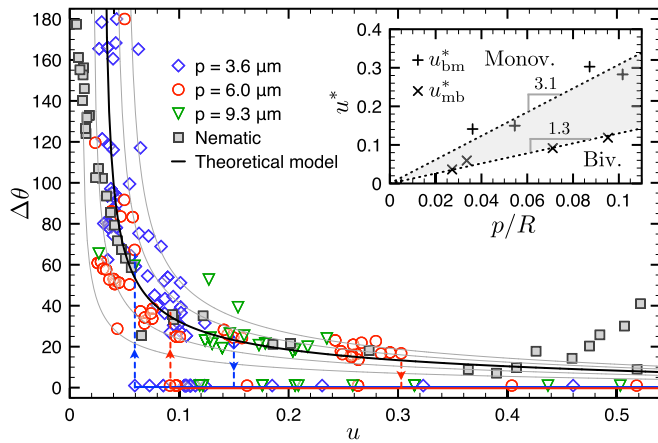 180
160
140
120
100
80
60
40
20
0
Δθ
0 0.1 0.2 0.3 0.4 0.5
u
p = 3.6 µm
p = 6.0 µm
p = 9.3 µm
Nematic
Theoretical model
0.4
0.3
0.2
0.1
0
u*
0 0.02 0.04 0.06 0.08 0.1
p/R
u*bm
u*mb
Monov.
3.1
1.3
Biv.